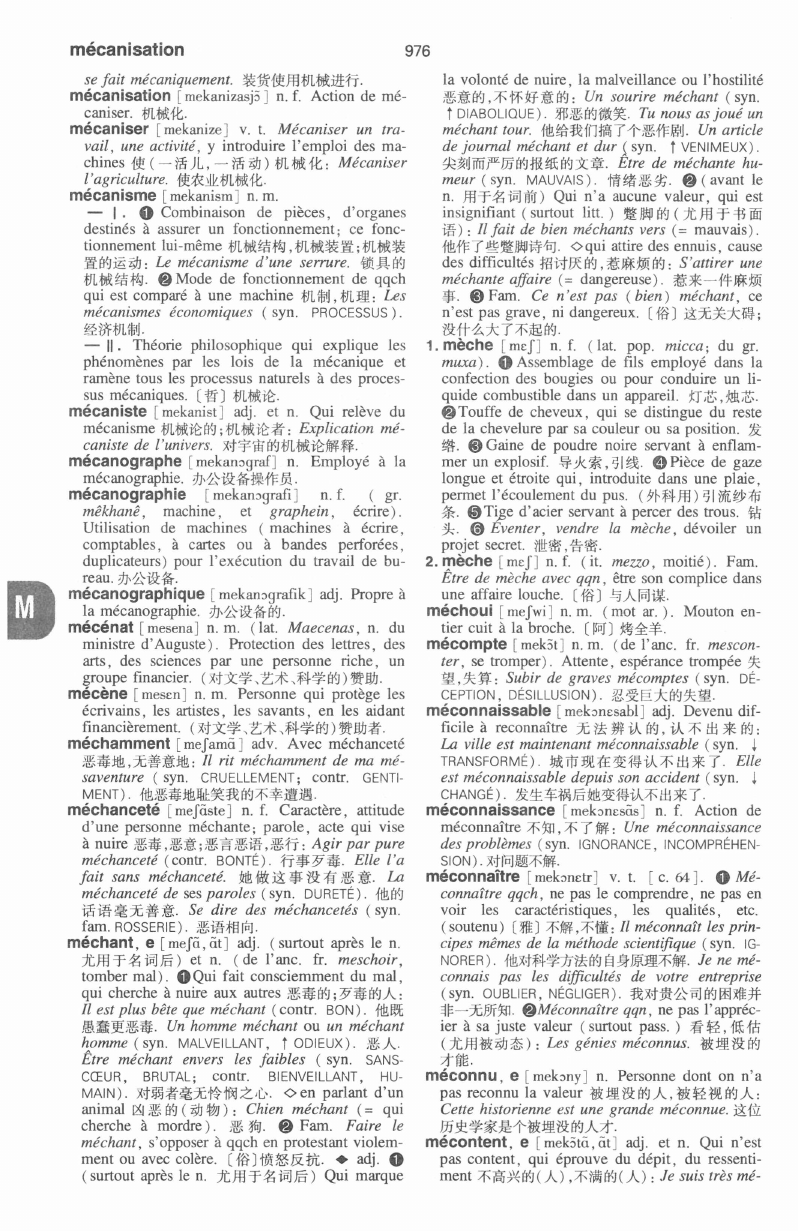 mécanisation
976
se fait mécaniquement. 装货使用机械进行.
mécanisation [mekanizasjɔ̃] n. f. Action de mé-
caniser. 机械化.
mécaniser [mekanize] v. t. Mécaniser un tra-
vail, une activité, y introduire l'emploi des ma-
chines 使(一活儿,一活动)机械化: Mécaniser
l'agriculture. 使农业机械化.
mécanisme [mekanism] n. m.
— Ⅰ. ❶ Combinaison de pièces, d'organes
destinés à assurer un fonctionnement; ce fonc-
tionnement lui-même 机械结构,机械装置;机械装
置的运动: Le mécanisme d'une serrure. 锁具的
机械结构. ❷ Mode de fonctionnement de qqch
qui est comparé à une machine 机制,机理: Les
mécanismes économiques (syn. PROCESSUS).
经济机制.
— Ⅱ. Théorie philosophique qui explique les
phénomènes par les lois de la mécanique et
ramène tous les processus naturels à des proces-
sus mécaniques. 〔哲〕机械论.
mécaniste [mekanist] adj. et n. Qui relève du
mécanisme 机械论的;机械论者: Explication mé-
caniste de l'univers. 对宇宙的机械论解释.
mécanographe [mekanɔgraf] n. Employé à la
mécanographie. 办公设备操作员.
mécanographie [mekanɔgrafi] n. f. ( gr.
mêkhanê, machine, et graphein, écrire).
Utilisation de machines (machines à écrire,
comptables, à cartes ou à bandes perforées,
duplicateurs) pour l'exécution du travail de bu-
reau. 办公设备.
mécanographique [mekanɔgrafik] adj. Propre à
la mécanographie. 办公设备的.
M
mécénat [mesena] n. m. (lat. Maecenas, n. du
ministre d'Auguste). Protection des lettres, des
arts, des sciences par une personne riche, un
groupe financier. (对文学、艺术、科学的)赞助.
mécène [mesɛn] n. m. Personne qui protège les
écrivains, les artistes, les savants, en les aidant
financièrement. (对文学、艺术、科学的)赞助者.
méchamment [meʃamɑ̃] adv. Avec méchanceté
恶毒地,无善意地: Il rit méchamment de ma mé-
saventure (syn. CRUELLEMENT; contr. GENTI-
MENT). 他恶毒地耻笑我的不幸遭遇.
méchanceté [meʃɑ̃ste] n. f. Caractère, attitude
d'une personne méchante; parole, acte qui vise
à nuire 恶毒,恶意;恶言恶语,恶行: Agir par pure
méchanceté (contr. BONTÉ). 行事歹毒. Elle l'a
fait sans méchanceté. 她做这事没有恶意. La
méchanceté de ses paroles (syn. DURETÉ). 他的
话语毫无善意. Se dire des méchancetés (syn.
fam. ROSSERIE). 恶语相向.
méchant, e [meʃɑ̃, ɑ̃t] adj. (surtout après le n.
尤用于名词后) et n. (de l'anc. fr. meschoir,
tomber mal). ❶Qui fait consciemment du mal,
qui cherche à nuire aux autres 恶毒的;歹毒的人:
Il est plus bête que méchant (contr. BON). 他既
愚蠢更恶毒. Un homme méchant ou un méchant
homme (syn. MALVEILLANT, ↑ ODIEUX). 恶人.
Être méchant envers les faibles (syn. SANS-
CŒUR, BRUTAL; contr. BIENVEILLANT, HU-
MAIN). 对弱者毫无怜悯之心. ◇en parlant d'un
animal 凶恶的(动物): Chien méchant (= qui
cherche à mordre). 恶狗. ❷ Fam. Faire le
méchant, s'opposer à qqch en protestant violem-
ment ou avec colère. 〔俗〕愤怒反抗. ◆ adj. ❶
(surtout après le n. 尤用于名词后) Qui marque
la volonté de nuire, la malveillance ou l'hostilité
恶意的,不怀好意的: Un sourire méchant (syn.
↑ DIABOLIQUE). 邪恶的微笑. Tu nous as joué un
méchant tour. 他给我们搞了个恶作剧. Un article
de journal méchant et dur (syn. ↑ VENIMEUX).
尖刻而严厉的报纸的文章. Être de méchante hu-
meur (syn. MAUVAIS). 情绪恶劣. ❷(avant le
n. 用于名词前) Qui n'a aucune valeur, qui est
insignifiant (surtout litt.) 蹩脚的(尤用于书面
语): Il fait de bien méchants vers (= mauvais).
他作了些蹩脚诗句. ◇qui attire des ennuis, cause
des difficultés 招讨厌的,惹麻烦的: S'attirer une
méchante affaire (= dangereuse). 惹来一件麻烦
事. ❸ Fam. Ce n'est pas (bien) méchant, ce
n'est pas grave, ni dangereux. 〔俗〕这无关大碍;
没什么大了不起的.
1. mèche [mɛʃ] n. f. (lat. pop. micca; du gr.
muxa). ❶ Assemblage de fils employé dans la
confection des bougies ou pour conduire un li-
quide combustible dans un appareil. 灯芯,烛芯.
❷Touffe de cheveux, qui se distingue du reste
de la chevelure par sa couleur ou sa position. 发
绺. ❸ Gaine de poudre noire servant à enflam-
mer un explosif. 导火索,引线. ❹ Pièce de gaze
longue et étroite qui, introduite dans une plaie,
permet l'écoulement du pus. (外科用)引流纱布
条. ❺ Tige d'acier servant à percer des trous. 钻
头. ❻ Éventer, vendre la mèche, dévoiler un
projet secret. 泄密,告密.
2. mèche [mɛʃ] n. f. (it. mezzo, moitié). Fam.
Être de mèche avec qqn, être son complice dans
une affaire louche. 〔俗〕与人同谋.
méchoui [meʃwi] n. m. (mot ar.). Mouton en-
tier cuit à la broche. 〔阿〕烤全羊.
mécompte [mekɔ̃t] n. m. (de l'anc. fr. mescon-
ter, se tromper). Attente, espérance trompée 失
望,失算: Subir de graves mécomptes (syn. DÉ-
CEPTION, DÉSILLUSION). 忍受巨大的失望.
méconnaissable [mekɔnɛsabl] adj. Devenu dif-
ficile à reconnaître 无法辨认的,认不出来的:
La ville est maintenant méconnaissable (syn. ↓
TRANSFORMÉ). 城市现在变得认不出来了. Elle
est méconnaissable depuis son accident (syn. ↓
CHANGÉ). 发生车祸后她变得认不出来了.
méconnaissance [mekɔnɛsɑ̃s] n. f. Action de
méconnaître 不知,不了解: Une méconnaissance
des problèmes (syn. IGNORANCE, INCOMPRÉHEN-
SION). 对问题不解.
méconnaître [mekɔnɛtr] v. t. [c. 64]. ❶ Mé-
connaître qqch, ne pas le comprendre, ne pas en
voir les caractéristiques, les qualités, etc.
(soutenu)〔雅〕不解,不懂: Il méconnaît les prin-
cipes mêmes de la méthode scientifique (syn. IG-
NORER). 他对科学方法的自身原理不解. Je ne mé-
connais pas les difficultés de votre entreprise
(syn. OUBLIER, NÉGLIGER). 我对贵公司的困难并
非一无所知. ❷Méconnaître qqn, ne pas l'appréc-
ier à sa juste valeur (surtout pass.) 看轻,低估
(尤用被动态): Les génies méconnus. 被埋没的
才能.
méconnu, e [mekɔny] n. Personne dont on n'a
pas reconnu la valeur 被埋没的人,被轻视的人:
Cette historienne est une grande méconnue. 这位
历史学家是个被埋没的人才.
mécontent, e [mekɔ̃tɑ̃, ɑ̃t] adj. et n. Qui n'est
pas content, qui éprouve du dépit, du ressenti-
ment 不高兴的(人),不满的(人): Je suis très mé-